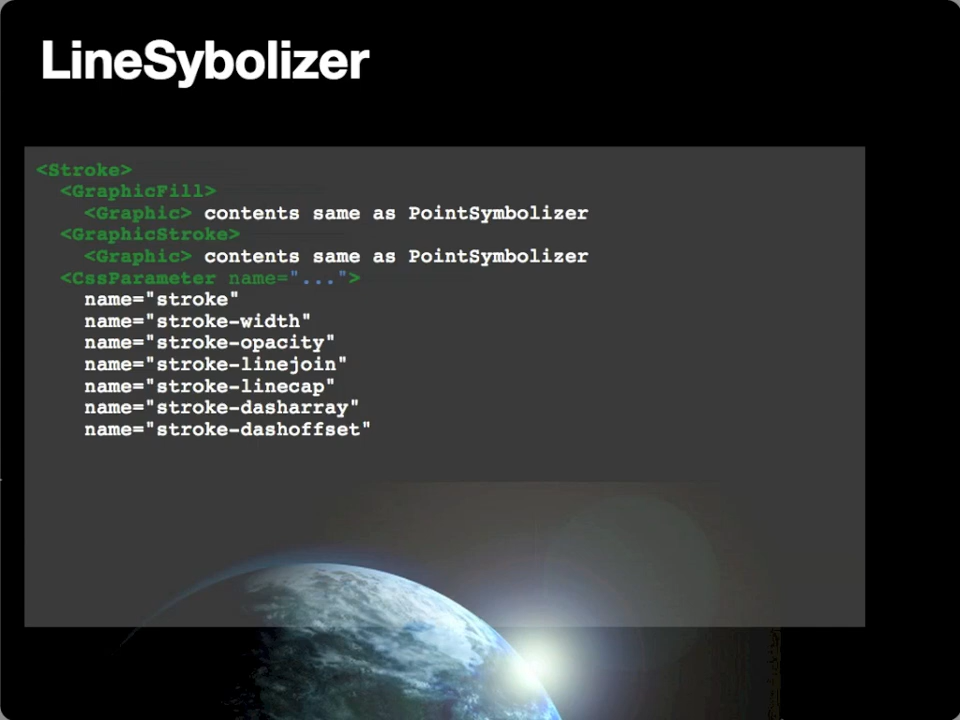 LineSybolizer
<Stroke>
<GraphicFill>
<Graphic> contents same as PointSymbolizer
<GraphicStroke>
<Graphic> contents same as PointSymbolizer
<CssParameter name="...">
name="stroke"
name="stroke-width"
name="stroke-opacity"
name="stroke-linejoin"
name="stroke-linecap"
name="stroke-dasharray"
name="stroke-dashoffset"